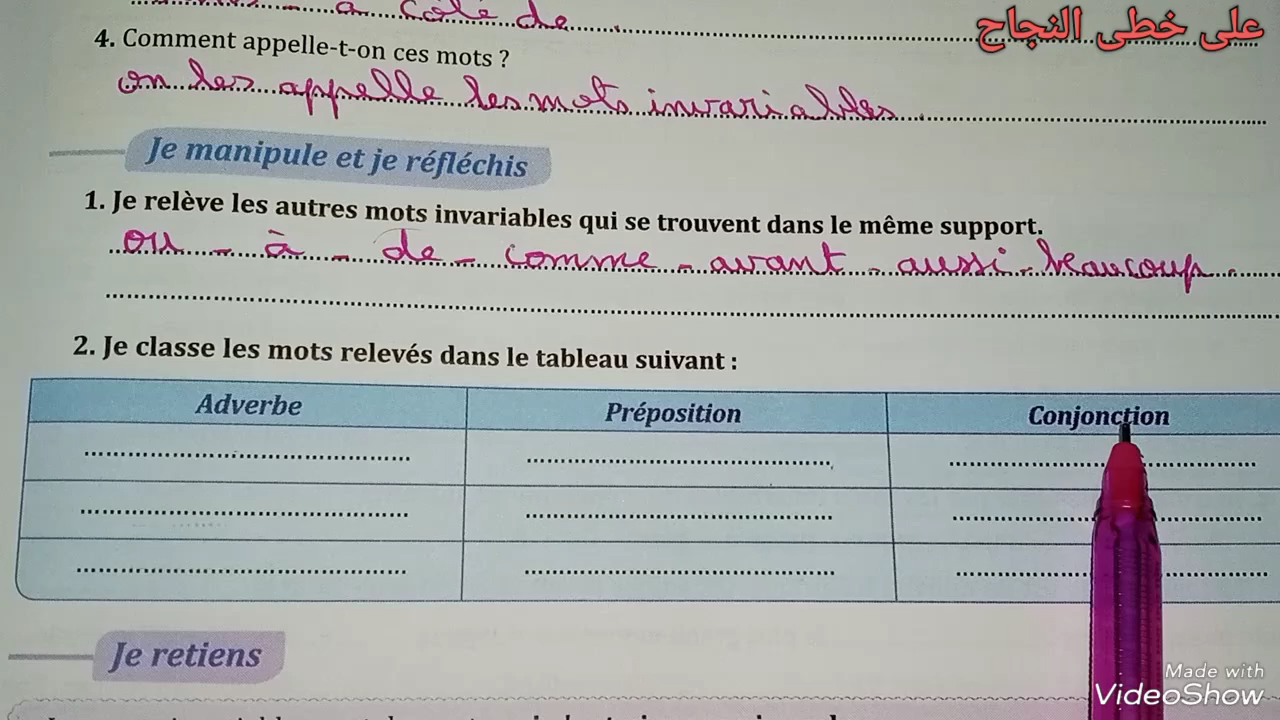 à côté de .
على خطى النجاح
4. Comment appelle-t-on ces mots ?
on les appelle les mots invariables .
Je manipule et je réfléchis
1. Je relève les autres mots invariables qui se trouvent dans le même support.
ou - à - de - comme - avant - aussi - beaucoup .
2. Je classe les mots relevés dans le tableau suivant :
Adverbe Préposition Conjonction
Je retiens
Made with
VideoShow